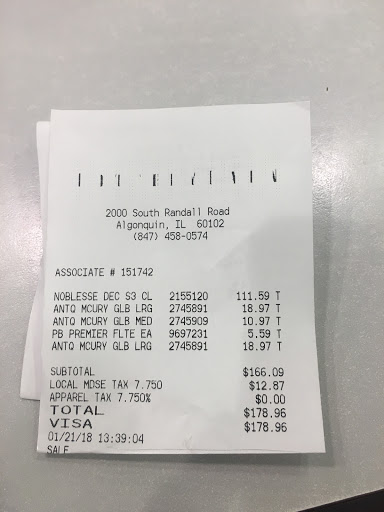 2000 South Randall Road
Algonquin, IL 60102
(847) 458-0574
ASSOCIATE # 151742
NOBLESSE DEC S3 CL 2155120 111.59 T
ANTQ MCURY GLB LRG 2745891 18.97 T
ANTQ MCURY GLB MED 2745909 10.97 T
PB PREMIER FLTE EA 9697231 5.59 T
ANTQ MCURY GLB LRG 2745891 18.97 T
SUBTOTAL $166.09
LOCAL MDSE TAX 7.750 $12.87
APPAREL TAX 7.750% $0.00
TOTAL $178.96
VISA $178.96
01/21/18 13:39:04
SALE